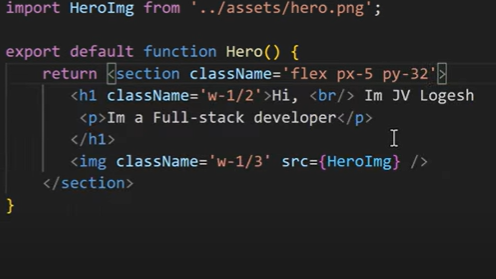 import HeroImg from '../assets/hero.png';
export default function Hero() {
return <section className='flex px-5 py-32'>
<h1 className='w-1/2'>Hi, <br/> Im JV Logesh
<p>Im a Full-stack developer</p>
</h1>
<img className='w-1/3' src={HeroImg} />
</section>
}